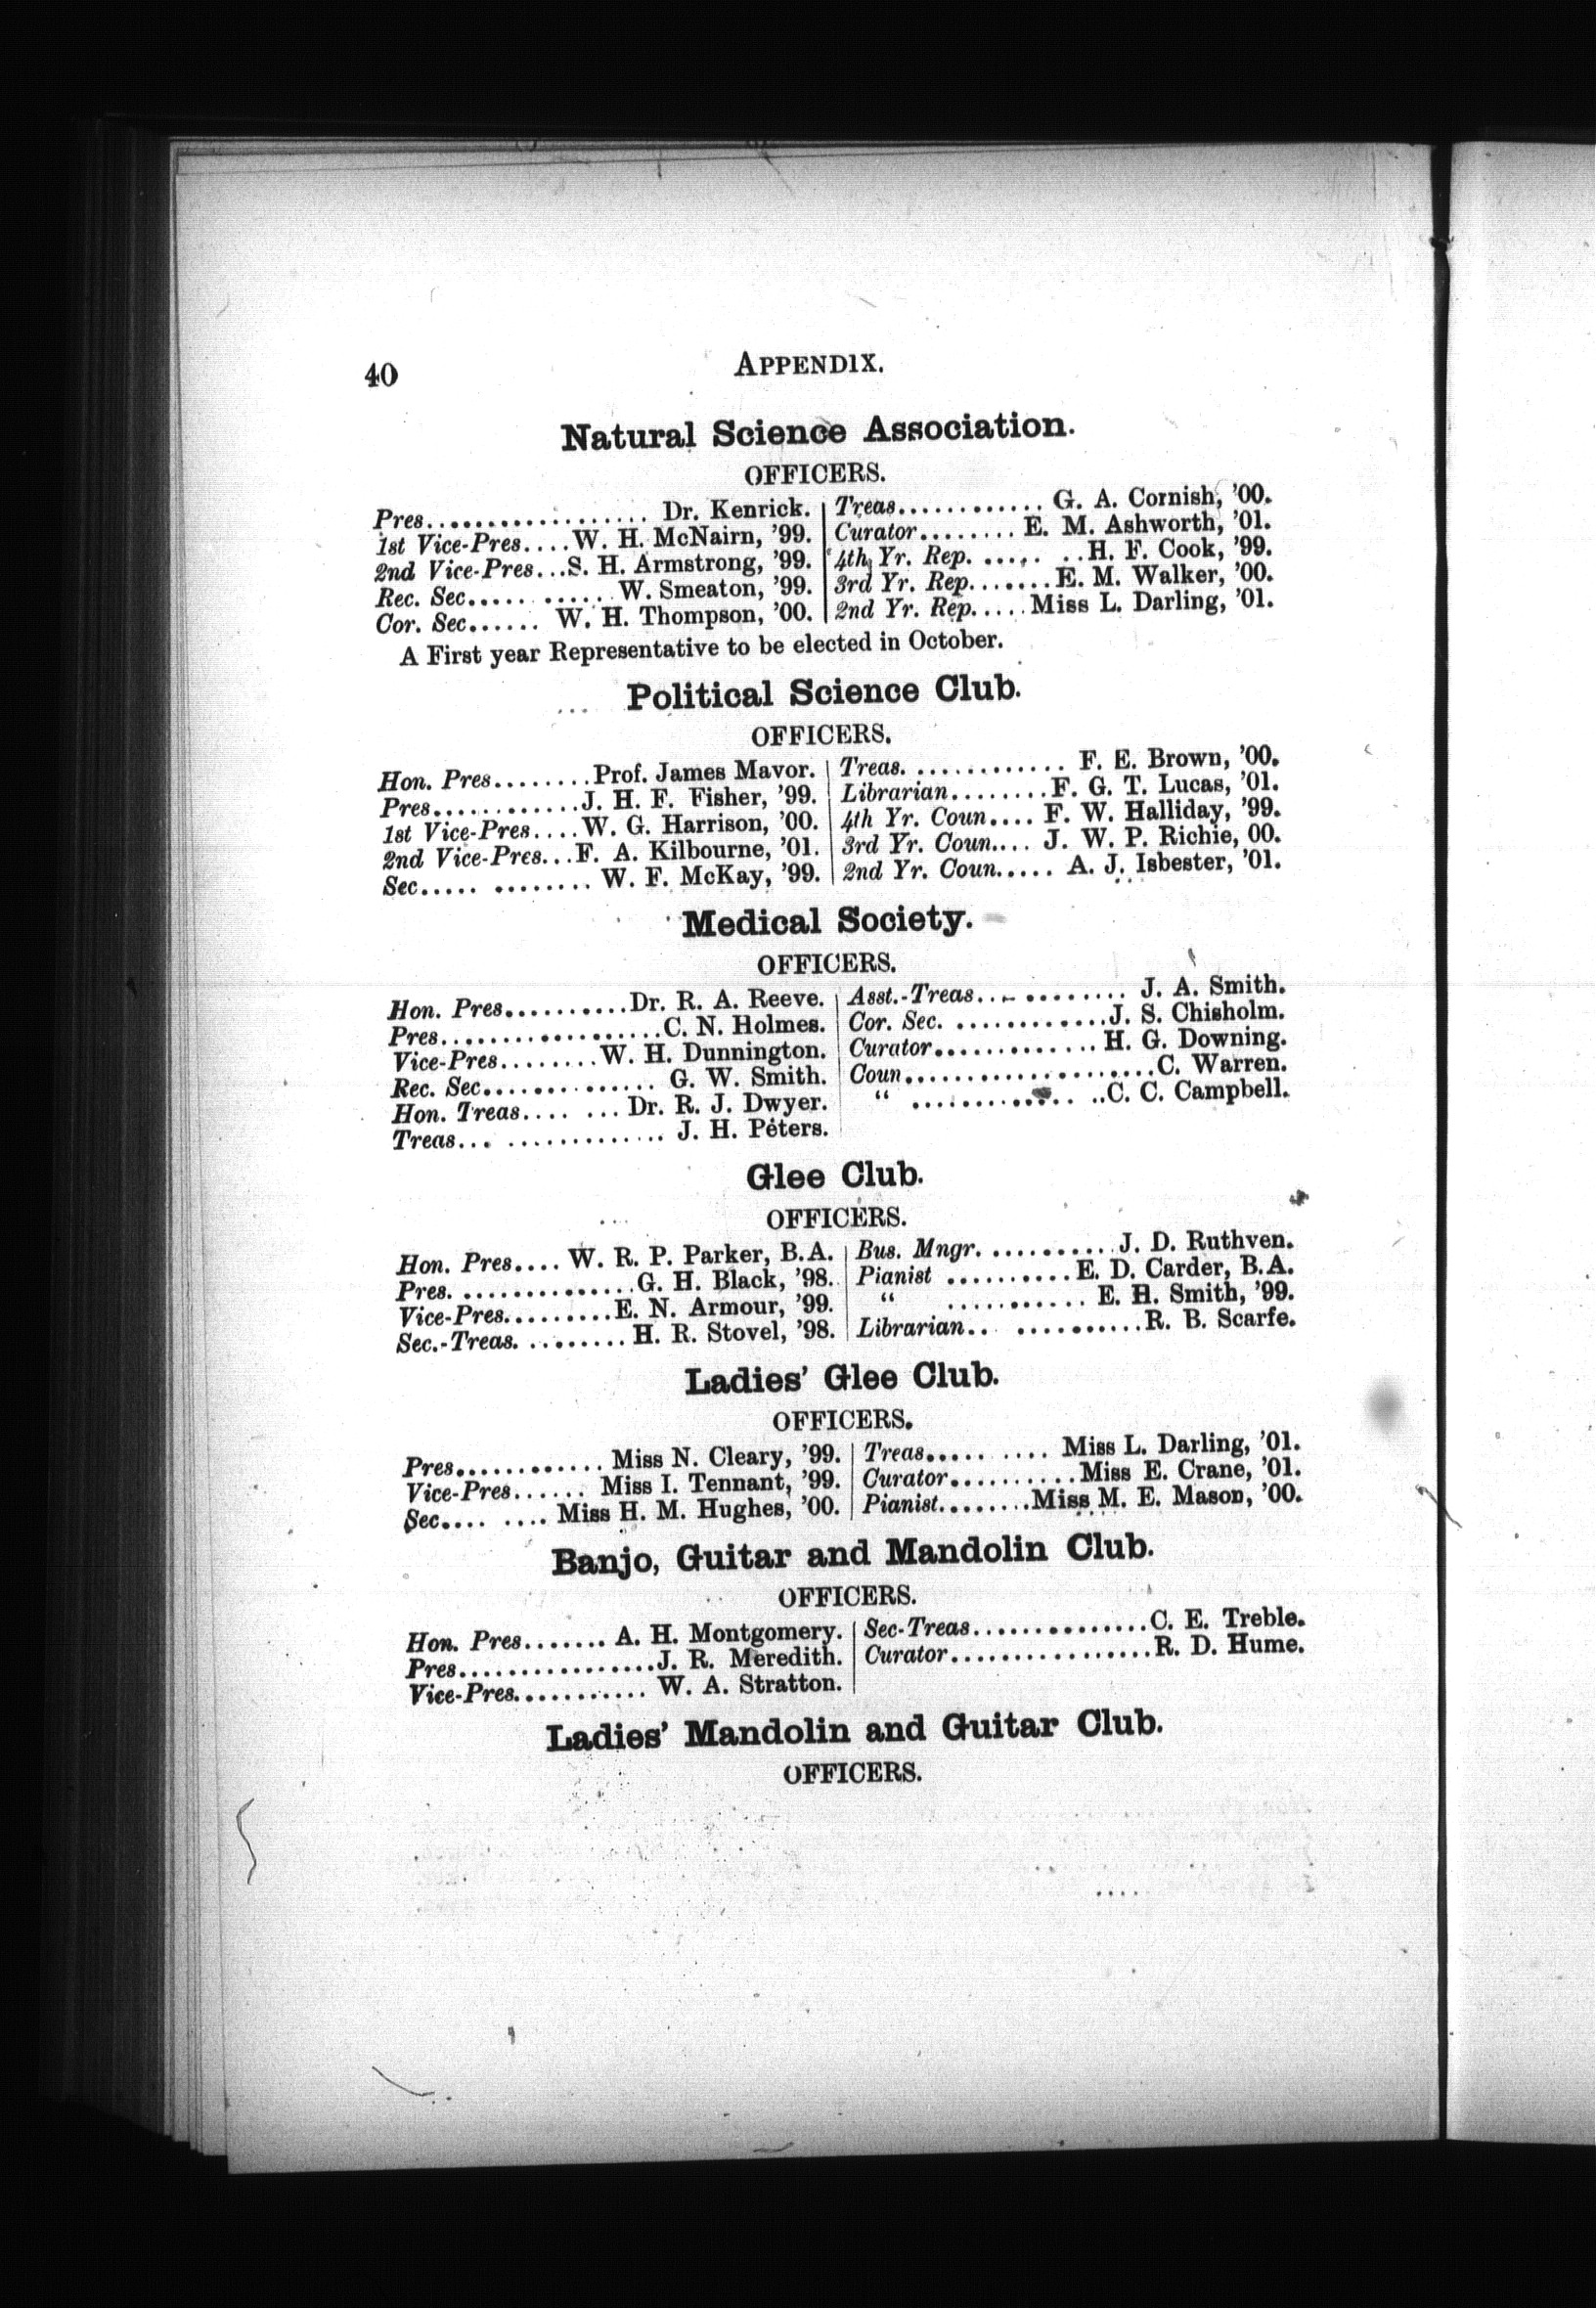 40
APPENDIX.
Natural Science Association.
OFFICERS.
Pres.................. Dr. Kenrick.
1st Vice-Pres....W. H. McNairn, '99.
2nd Vice-Pres...S. H. Armstrong, '99.
Rec. Sec..... ......W. Smeaton, '99.
Cor. Sec...... W. H. Thompson, '00.
Treas............ G. A. Cornish, '00.
Curator........ E. M. Ashworth, '01.
4th Yr. Rep. ..... ..H. F. Cook, '99.
3rd Yr. Rep.......E. M. Walker, '00.
2nd Yr. Rep..... Miss L. Darling, '01.
A First year Representative to be elected in October.
Political Science Club.
OFFICERS.
Hon. Pres........Prof. James Mavor.
Pres............J. H. F. Fisher, '99.
1st Vice-Pres....W. G. Harrison, '00.
2nd Vice-Pres...F. A. Kilbourne, '01.
Sec..... ........ W. F. McKay, '99.
Treas. ............ F. E. Brown, '00.
Librarian........F. G. T. Lucas, '01.
4th Yr. Coun.... F. W. Halliday, '99.
3rd Yr. Coun.... J. W. P. Richie, 00.
2nd Yr. Coun..... A. J. Isbester, '01.
Medical Society.
OFFICERS.
Hon. Pres..........Dr. R. A. Reeve.
Pres..................C. N. Holmes.
Vice-Pres........W. H. Dunnington.
Rec. Sec.............. G. W. Smith.
Hon. Treas.... ... Dr. R. J. Dwyer.
Treas... ............. J. H. Peters.
Asst.-Treas... ......... J. A. Smith.
Cor. Sec. ............J. S. Chisholm.
Curator............. H. G. Downing.
Coun....................C. Warren.
" ............. ..C. C. Campbell.
Glee Club.
OFFICERS.
Hon. Pres.... W. R. P. Parker, B.A.
Pres. ..............G. H. Black, '98.
Vice-Pres.........E. N. Armour, '99.
Sec.-Treas. ........ H. R. Stovel, '98.
Bus. Mngr. ...........J. D. Ruthven.
Pianist ..........E. D. Carder, B.A.
" ............ E. H. Smith, '99.
Librarian.. ...........R. B. Scarfe.
Ladies' Glee Club.
OFFICERS.
Pres............ Miss N. Cleary, '99.
Vice-Pres...... Miss I. Tennant, '99.
Sec.... .... Miss H. M. Hughes, '00.
Treas..... ..... Miss L. Darling, '01.
Curator..........Miss E. Crane, '01.
Pianist........Miss M. E. Mason, '00.
Banjo, Guitar and Mandolin Club.
OFFICERS.
Hon. Pres....... A. H. Montgomery.
Pres................J. R. Meredith.
Vice-Pres........... W. A. Stratton.
Sec-Treas..............C. E. Treble.
Curator................R. D. Hume.
Ladies' Mandolin and Guitar Club.
OFFICERS.